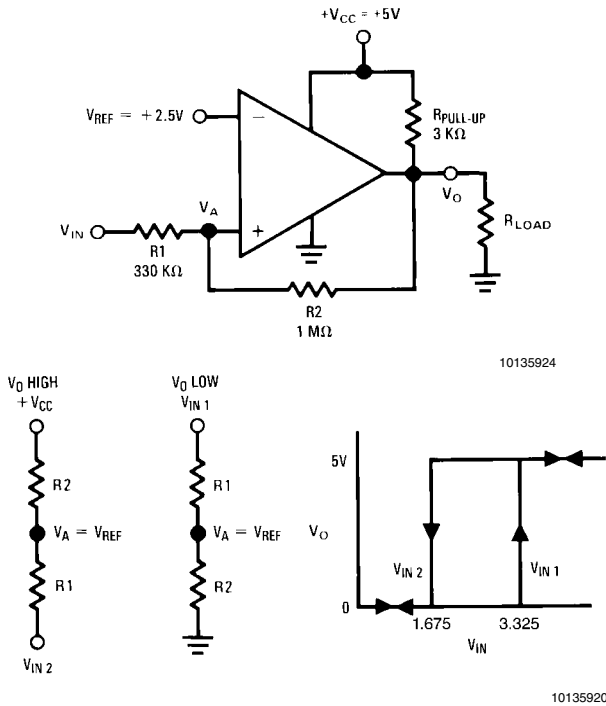 +VCC = +5V
VREF = +2.5V
RPULL-UP
3 KΩ
−
VA
VO
VIN
+
RLOAD
R1
330 KΩ
R2
1 MΩ
10135924
VO HIGH
+ VCC
R2
VA = VREF
R1
VIN 2
VO LOW
VIN 1
R1
VA = VREF
R2
5V
VO
VIN 2
VIN 1
0
1.675
3.325
VIN
10135920